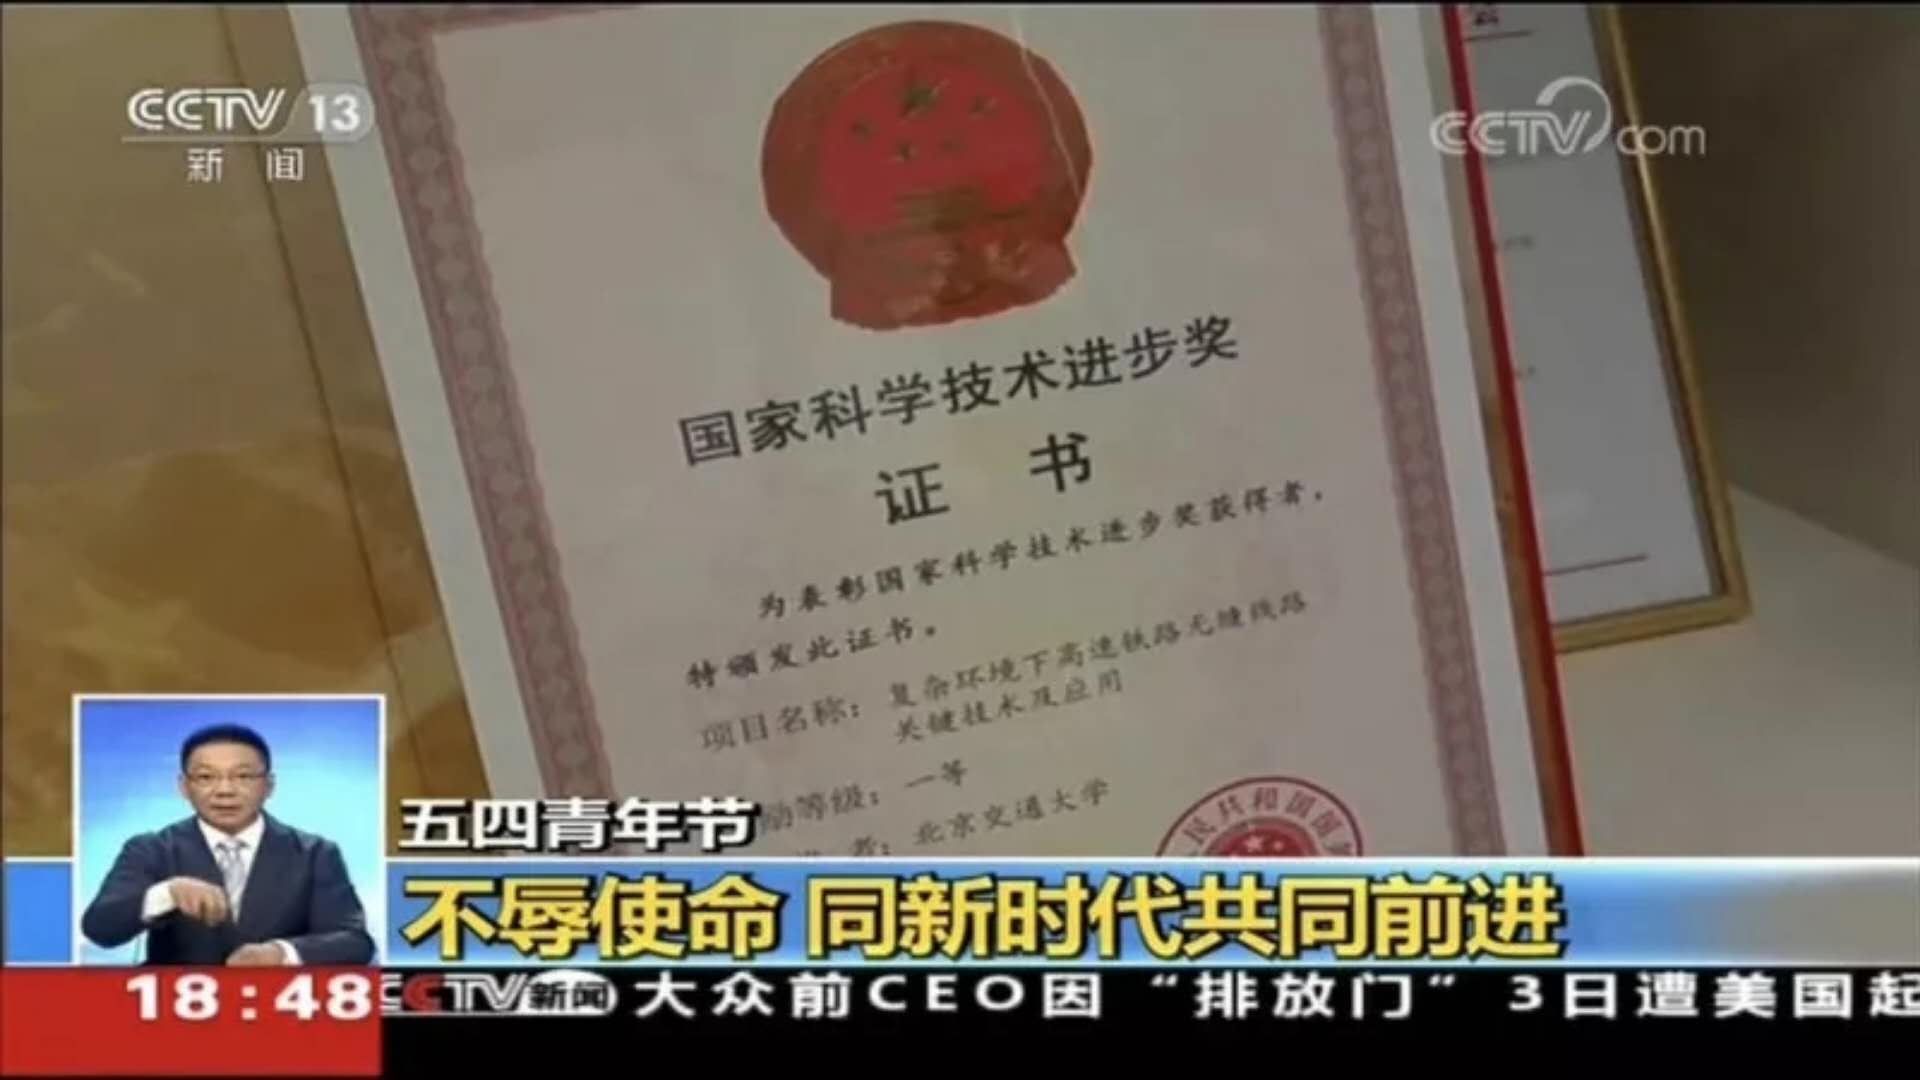 CCTV 13
新闻
CCTV.com
国家科学技术进步奖
证 书
为表彰国家科学技术进步奖获得者，
特颁发此证书。
项目名称：复杂环境下高速铁路无缝线路
关键技术及应用
励等级：一等
者：北京交通大学
民共和国国
五四青年节
不辱使命 同新时代共同前进
18:48
CCTV新闻 大众前CEO因“排放门”3日遭美国起